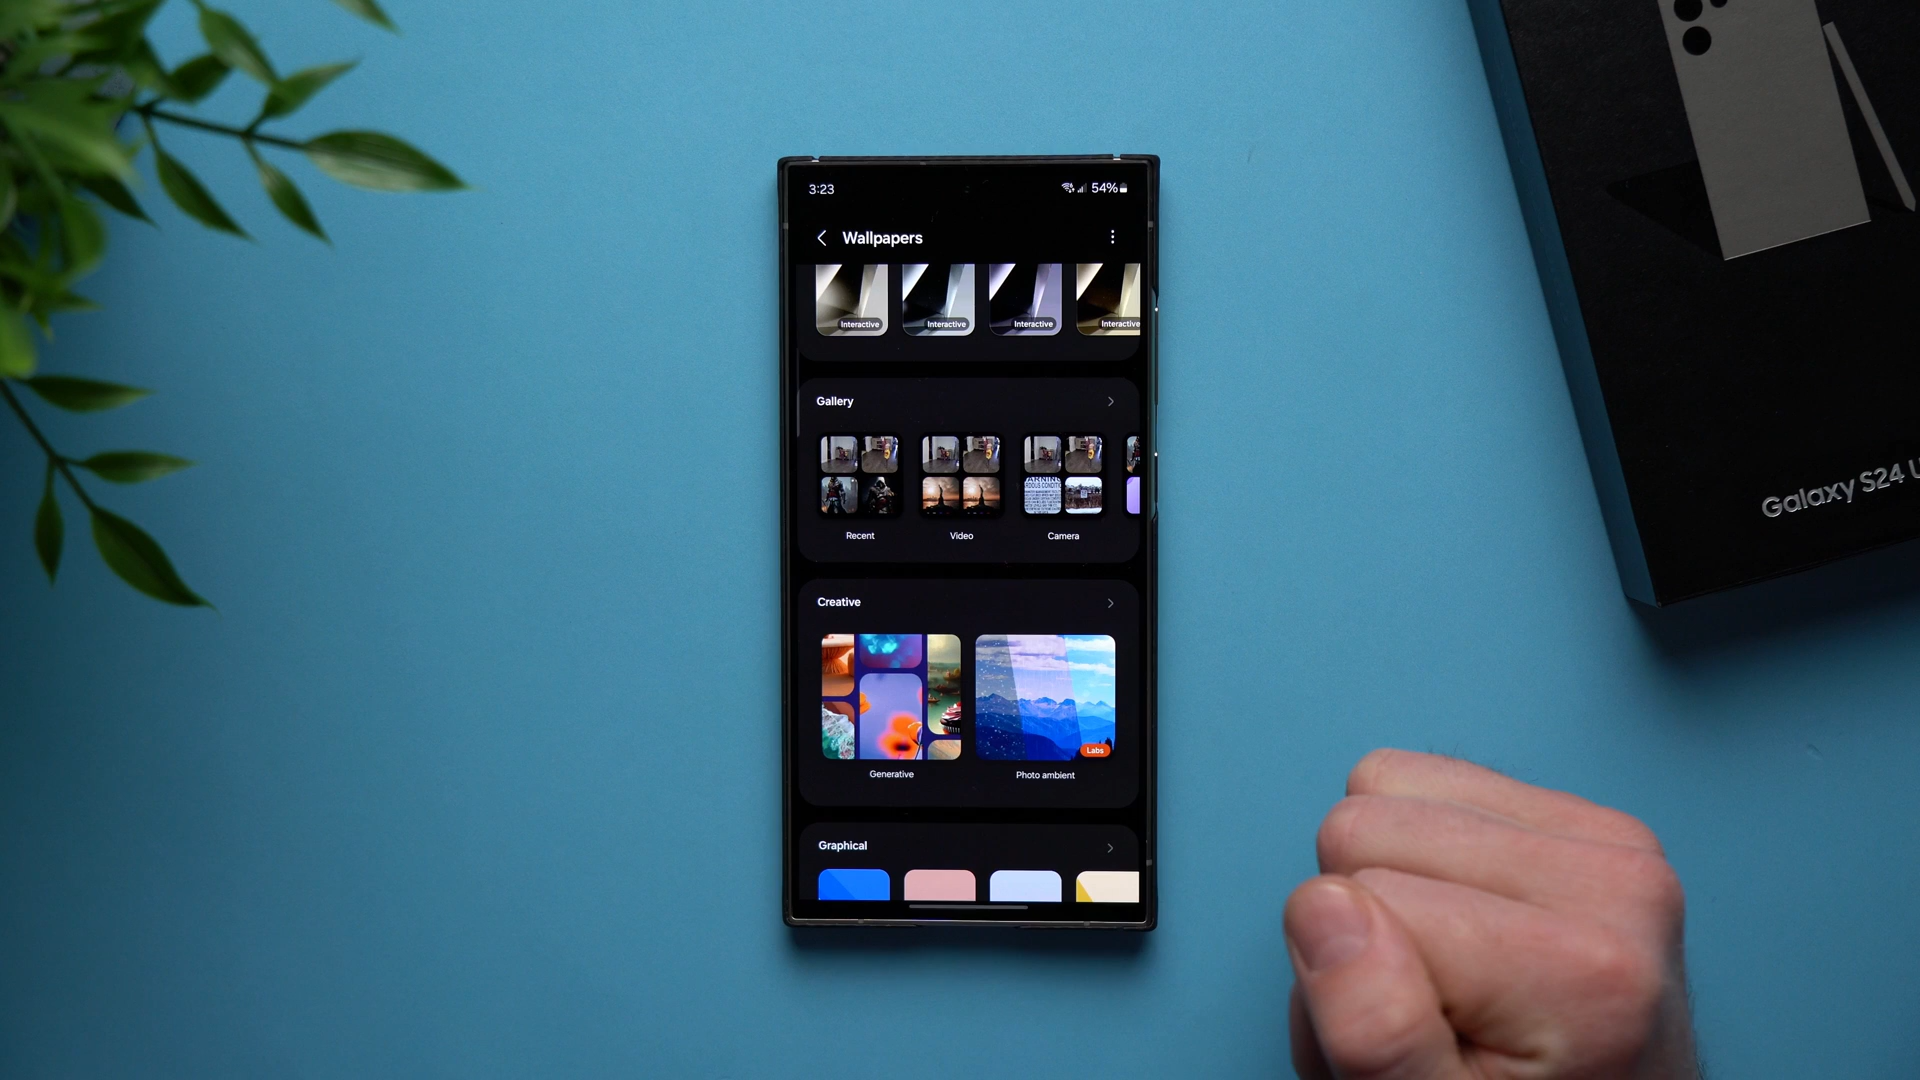 3:23
54%
Wallpapers
Interactive
Interactive
Interactive
Interactive
Gallery
Recent
Video
Camera
Creative
Labs
Generative
Photo ambient
Graphical
Galaxy S24